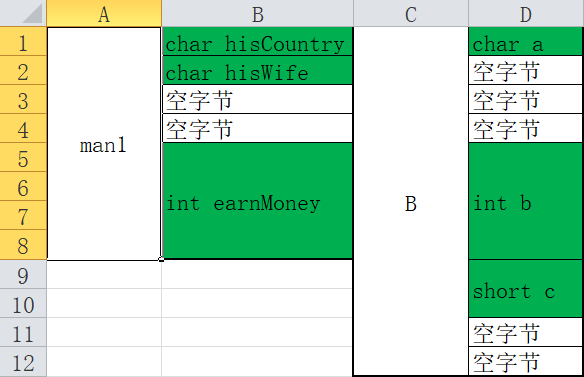 A B C D
1 char hisCountry char a
2 char hisWife 空字节
3 空字节 空字节
4 man1 空字节 空字节
5
6
7 int earnMoney B int b
8
9
10 short c
11 空字节
12 空字节